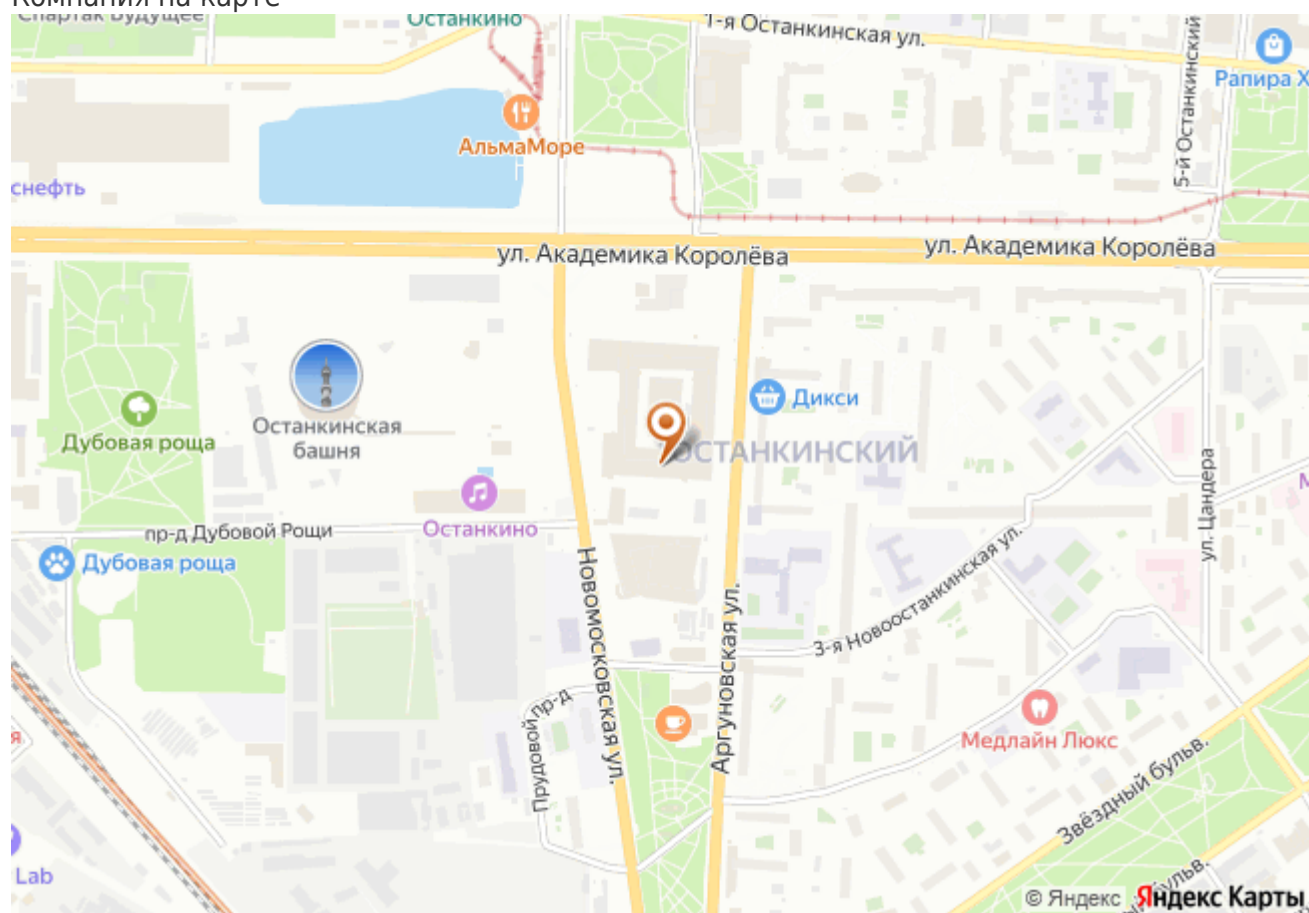 Компания на карте
Спартак Будущее
Останкино
1-я Останкинская ул.
5-й Останкинский
Рапира Х
АльмаМоре
снефть
ул. Академика Королёва
ул. Академика Королёва
Дикси
Останкинская
башня
Дубовая роща
ОСТАНКИНСКИЙ
ул. Цандера
Останкино
пр-д Дубовой Рощи
Дубовая роща
Новомосковская ул.
Аргуновская ул.
3-я Новоостанкинская ул.
Прудовой пр-д
Медлайн Люкс
Звёздный бульв.
Lab
бульв.
© Яндекс Яндекс Карты